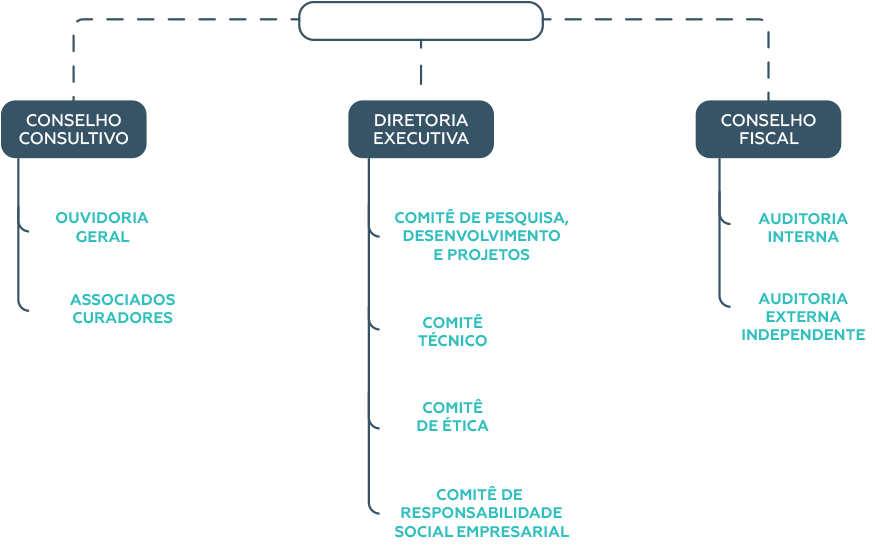 CONSELHO
CONSULTIVO
OUVIDORIA
GERAL
ASSOCIADOS
CURADORES
DIRETORIA
EXECUTIVA
COMITÊ DE PESQUISA,
DESENVOLVIMENTO
E PROJETOS
COMITÊ
TÉCNICO
COMITÊ
DE ÉTICA
COMITÊ DE
RESPONSABILIDADE
SOCIAL EMPRESARIAL
CONSELHO
FISCAL
AUDITORIA
INTERNA
AUDITORIA
EXTERNA
INDEPENDENTE